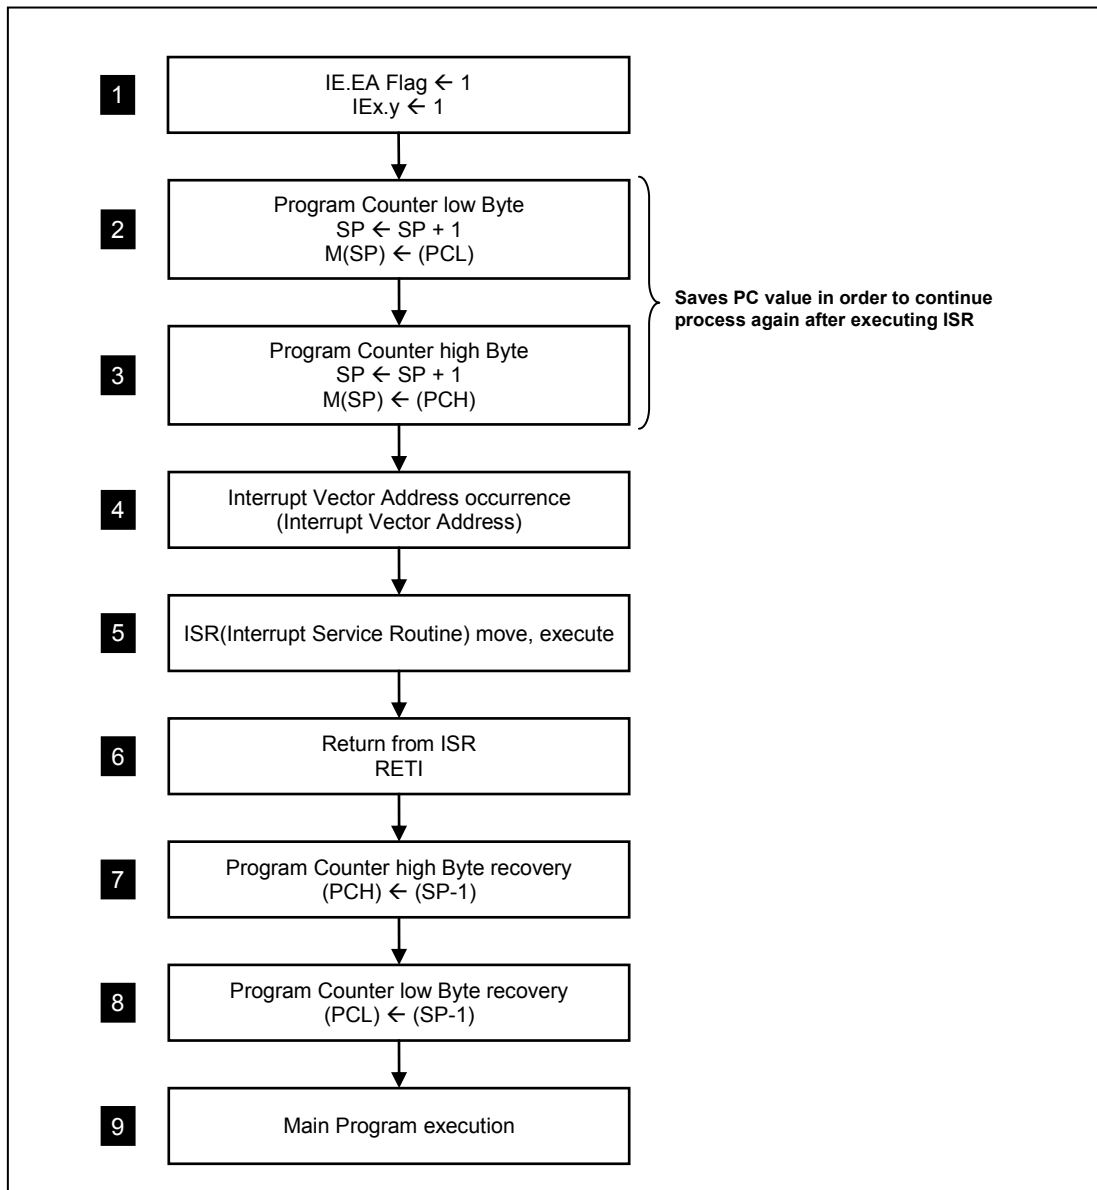 1
IE.EA Flag ← 1
IEx.y ← 1
2
Program Counter low Byte
SP ← SP + 1
M(SP) ← (PCL)
3
Program Counter high Byte
SP ← SP + 1
M(SP) ← (PCH)
Saves PC value in order to continue
process again after executing ISR
4
Interrupt Vector Address occurrence
(Interrupt Vector Address)
5
ISR(Interrupt Service Routine) move, execute
6
Return from ISR
RETI
7
Program Counter high Byte recovery
(PCH) ← (SP-1)
8
Program Counter low Byte recovery
(PCL) ← (SP-1)
9
Main Program execution